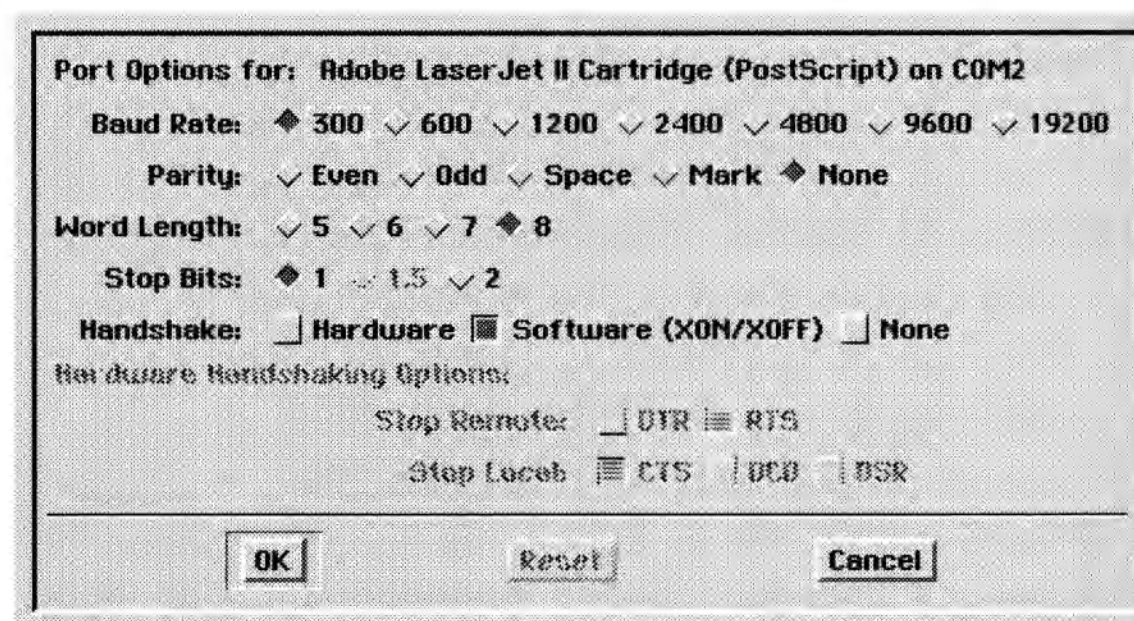 Port Options for: Adobe LaserJet II Cartridge (PostScript) on COM2
Baud Rate: 300 600 1200 2400 4800 9600 19200
Parity: Even Odd Space Mark None
Word Length: 5 6 7 8
Stop Bits: 1 1.5 2
Handshake: Hardware Software (XON/XOFF) None
Hardware Handshaking Options:
Stop Remote: DTR RTS
Stop Local: CTS DCD DSR
OK Reset Cancel